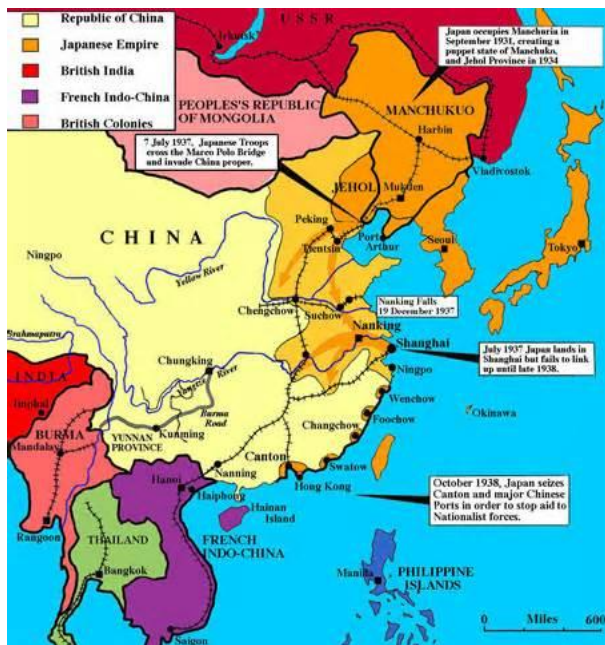 Republic of China
Japanese Empire
British India
French Indo-China
British Colonies
USSR
Irkutsk
Japan occupies Manchuria in
September 1931, creating a
puppet state of Manchuko,
and Jehol Province in 1934
PEOPLES'S REPUBLIC
OF MONGOLIA
MANCHUKUO
Harbin
7 July 1937, Japanese Troops
cross the Marco Polo Bridge
and invade China proper.
Vladivostok
JEHOL
Mukden
Peking
Tientsin
Port
Arthur
Seoul
Tokyo
CHINA
Ningpo
Yellow River
Chengchow
Suchow
Nanking Falls
19 December 1937
Nanking
Shanghai
Brahmaputra
Chungking
Yangtze River
July 1937 Japan lands in
Shanghai but fails to link
up until late 1938.
Ningpo
INDIA
Imphal
Burma
Road
Wenchow
BURMA
Mandalay
YUNNAN
PROVINCE
Kunming
Changchow
Foochow
Okinawa
Canton
Swatow
Nanning
Hanoi
Haiphong
Hong Kong
October 1938, Japan seizes
Canton and major Chinese
Ports in order to stop aid to
Nationalist forces.
Hainan
Island
Rangoon
THAILAND
FRENCH
INDO-CHINA
Bangkok
Manila
PHILIPPINE
ISLANDS
Saigon
0 Miles 600